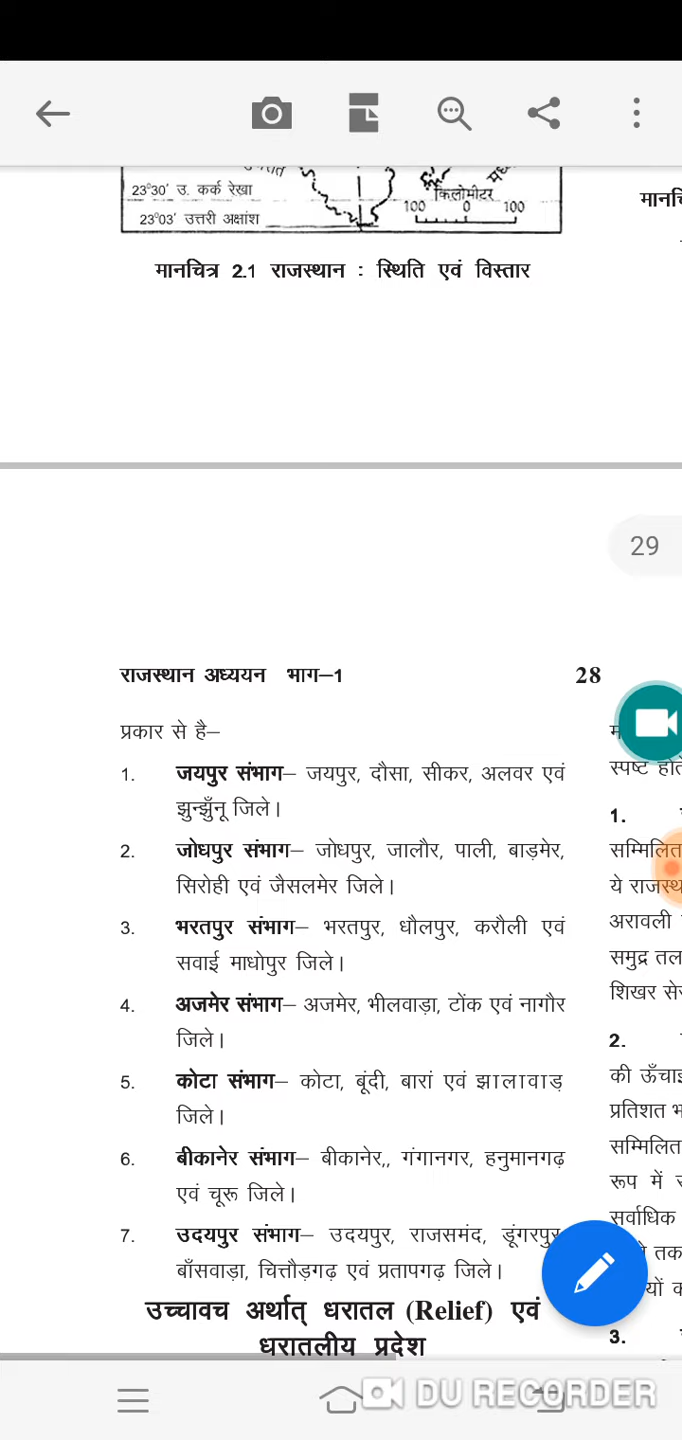 23°30' उ. कर्क रेखा
23°03' उत्तरी अक्षांश
किलोमीटर
100 0 100
मानचित्र 2.1 राजस्थान : स्थिति एवं विस्तार
29
राजस्थान अध्ययन भाग–1 28
प्रकार से है–
1. जयपुर संभाग– जयपुर, दौसा, सीकर, अलवर एवं
झुन्झुँनू जिले।
2. जोधपुर संभाग– जोधपुर, जालौर, पाली, बाड़मेर,
सिरोही एवं जैसलमेर जिले।
3. भरतपुर संभाग– भरतपुर, धौलपुर, करौली एवं
सवाई माधोपुर जिले।
4. अजमेर संभाग– अजमेर, भीलवाड़ा, टोंक एवं नागौर
जिले।
5. कोटा संभाग– कोटा, बूंदी, बारां एवं झालावाड़
जिले।
6. बीकानेर संभाग– बीकानेर,, गंगानगर, हनुमानगढ़
एवं चूरू जिले।
7. उदयपुर संभाग– उदयपुर, राजसमंद, डूंगरपुर,
बाँसवाड़ा, चित्तौड़गढ़ एवं प्रतापगढ़ जिले।
उच्चावच अर्थात् धरातल (Relief) एवं
धरातलीय प्रदेश
स्पष्ट
1.
सम्मिलित
ये
अरावली
समुद्र तल
शिखर
2.
की
प्रतिशत
सम्मिलित
रूप में
सर्वाधिक
तक
3.
DU RECORDER